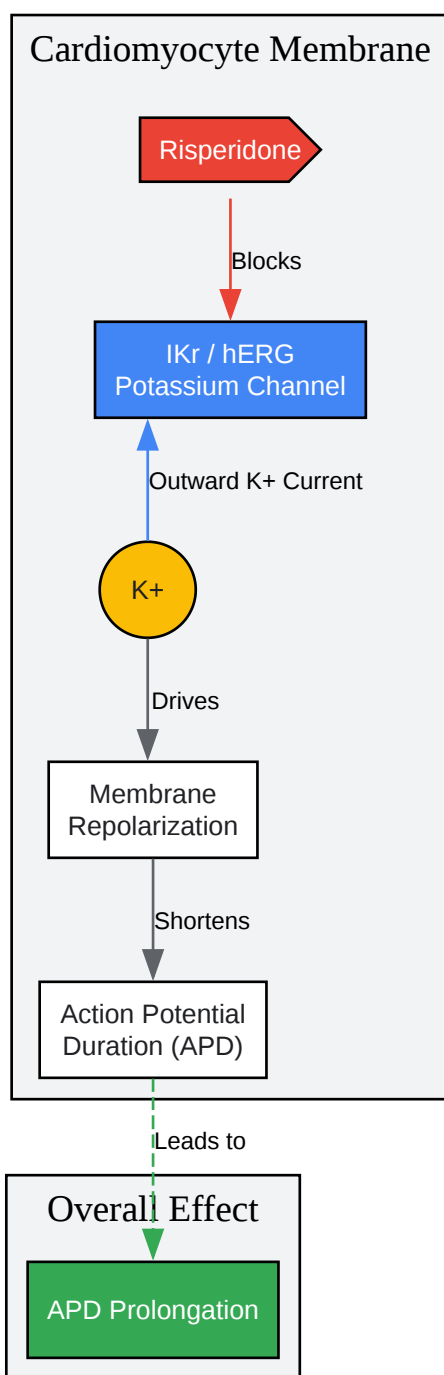 Cardiomyocyte Membrane
Risperidone
Blocks
IKr / hERG
Potassium Channel
Outward K+ Current
K+
Drives
Membrane
Repolarization
Shortens
Action Potential
Duration (APD)
Leads to
Overall Effect
APD Prolongation